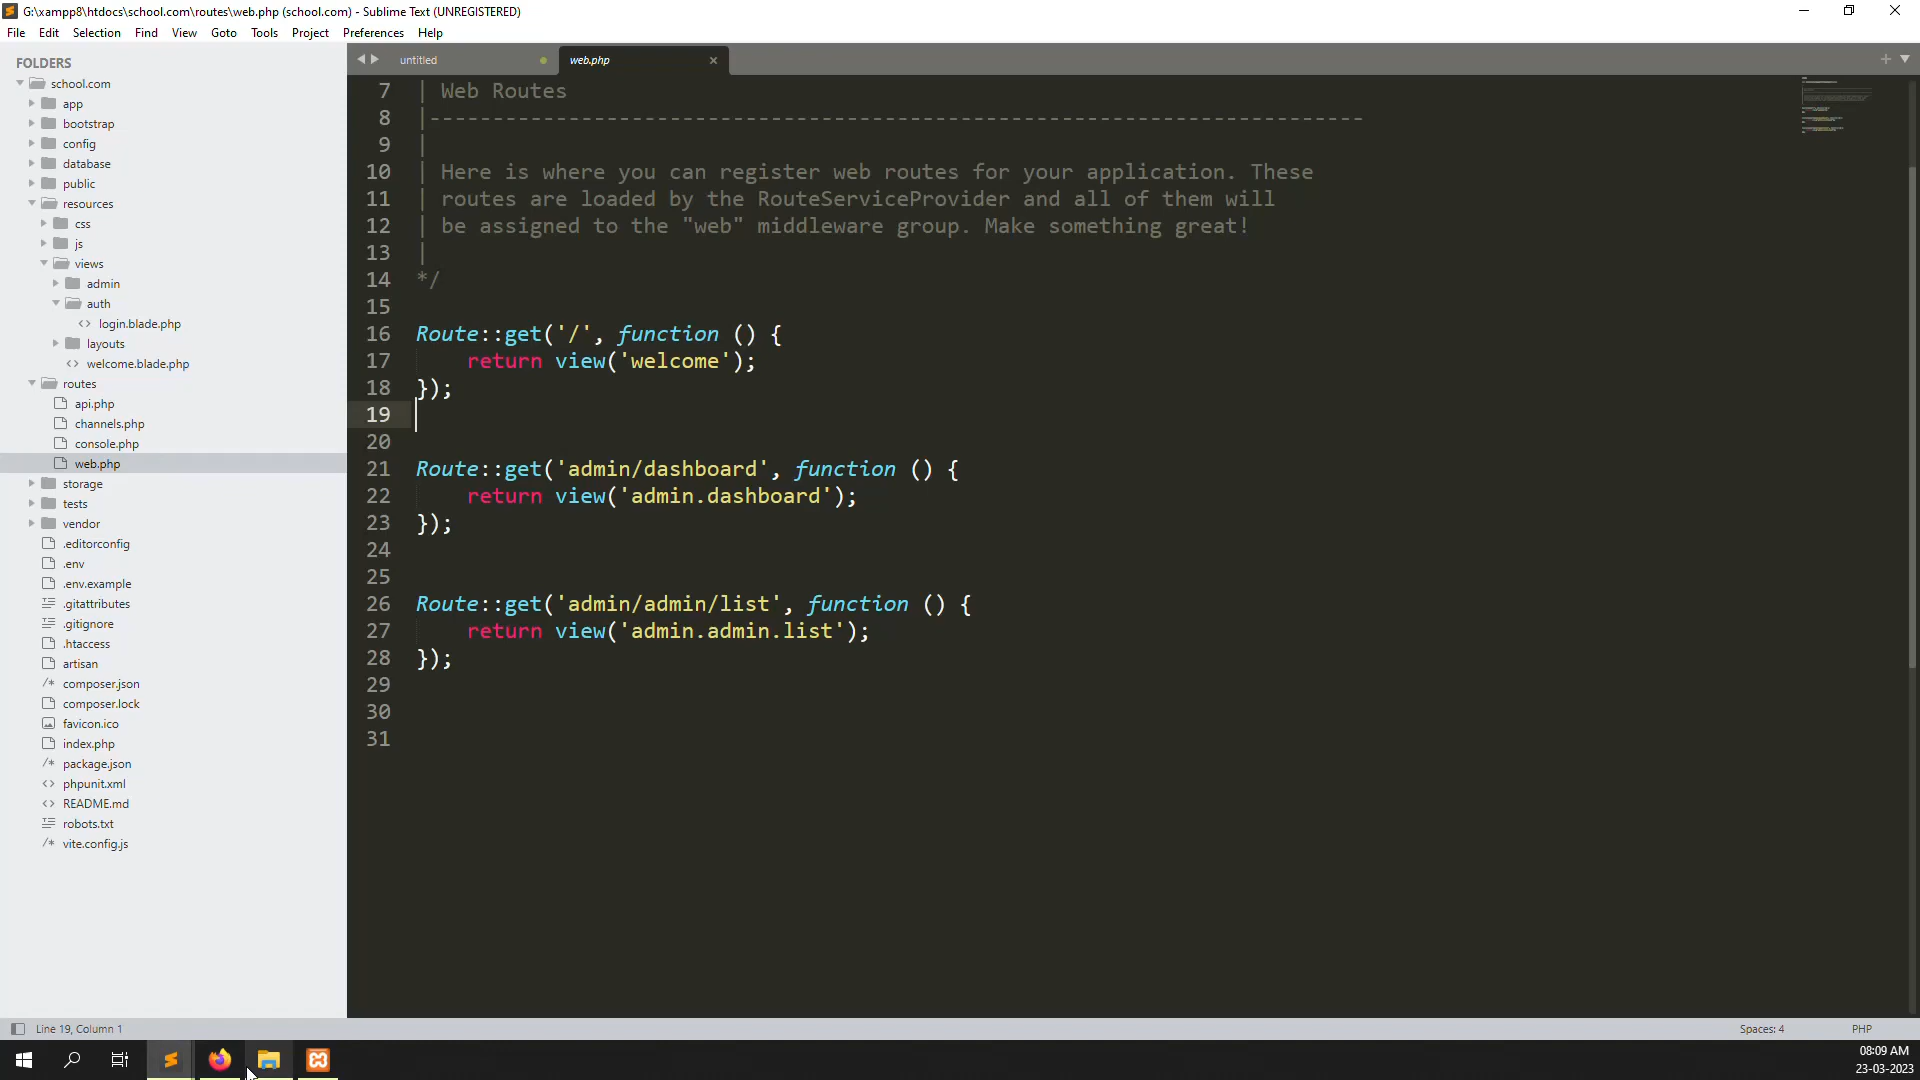 G:\xampp8\htdocs\school.com\routes\web.php (school.com) - Sublime Text (UNREGISTERED)
File Edit Selection Find View Goto Tools Project Preferences Help
FOLDERS
school.com
app
bootstrap
config
database
public
resources
css
js
views
admin
auth
login.blade.php
layouts
welcome.blade.php
routes
api.php
channels.php
console.php
web.php
storage
tests
vendor
.editorconfig
.env
.env.example
.gitattributes
.gitignore
.htaccess
artisan
composer.json
composer.lock
favicon.ico
index.php
package.json
phpunit.xml
README.md
robots.txt
vite.config.js
untitled
web.php
7 | Web Routes
8 |--------------------------------------------------------------------------
9 |
10 | Here is where you can register web routes for your application. These
11 | routes are loaded by the RouteServiceProvider and all of them will
12 | be assigned to the "web" middleware group. Make something great!
13 |
14 */
15
16 Route::get('/', function () {
17     return view('welcome');
18 });
19
20
21 Route::get('admin/dashboard', function () {
22     return view('admin.dashboard');
23 });
24
25
26 Route::get('admin/admin/list', function () {
27     return view('admin.admin.list');
28 });
29
30
31
Line 19, Column 1
Spaces: 4
PHP
08:09 AM
23-03-2023